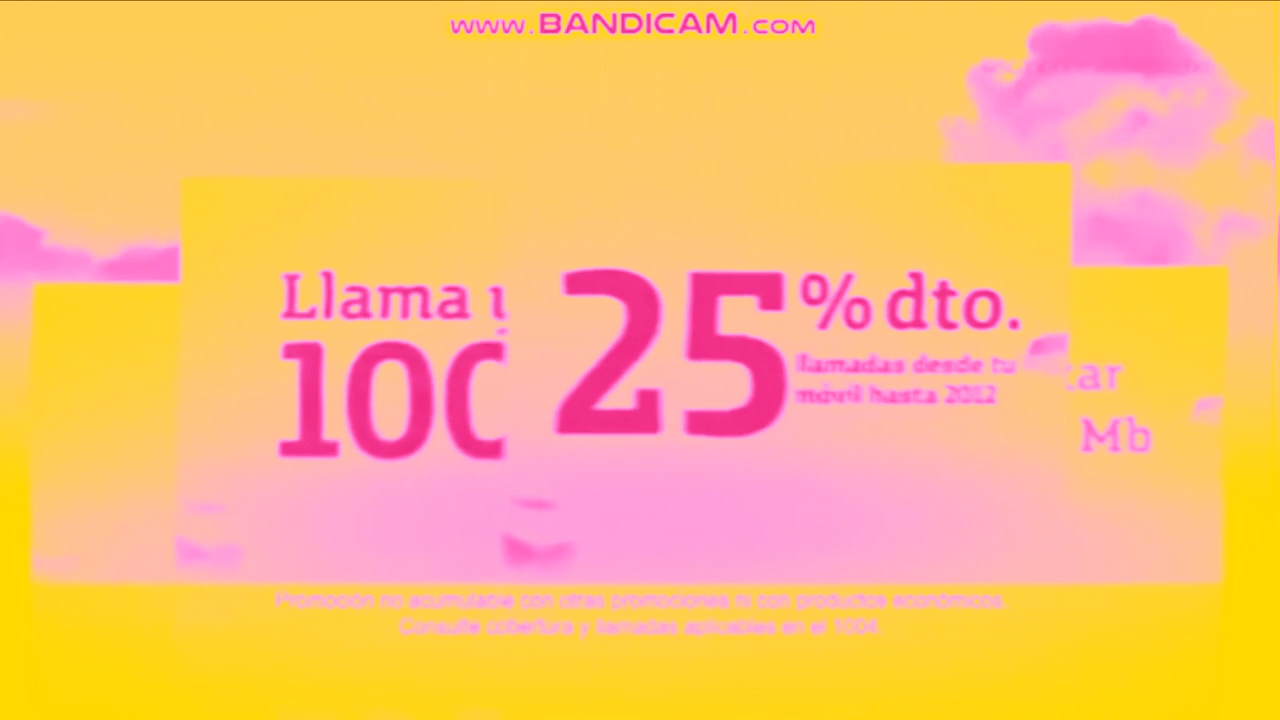 www.BANDICAM.com
Llama
100
25% dto.
llamadas desde tu
móvil hasta 2012
ar
Mb
Promoción no acumulable con otras promociones ni con productos económicos.
Consulte cobertura y llamadas aplicables en el 1004.